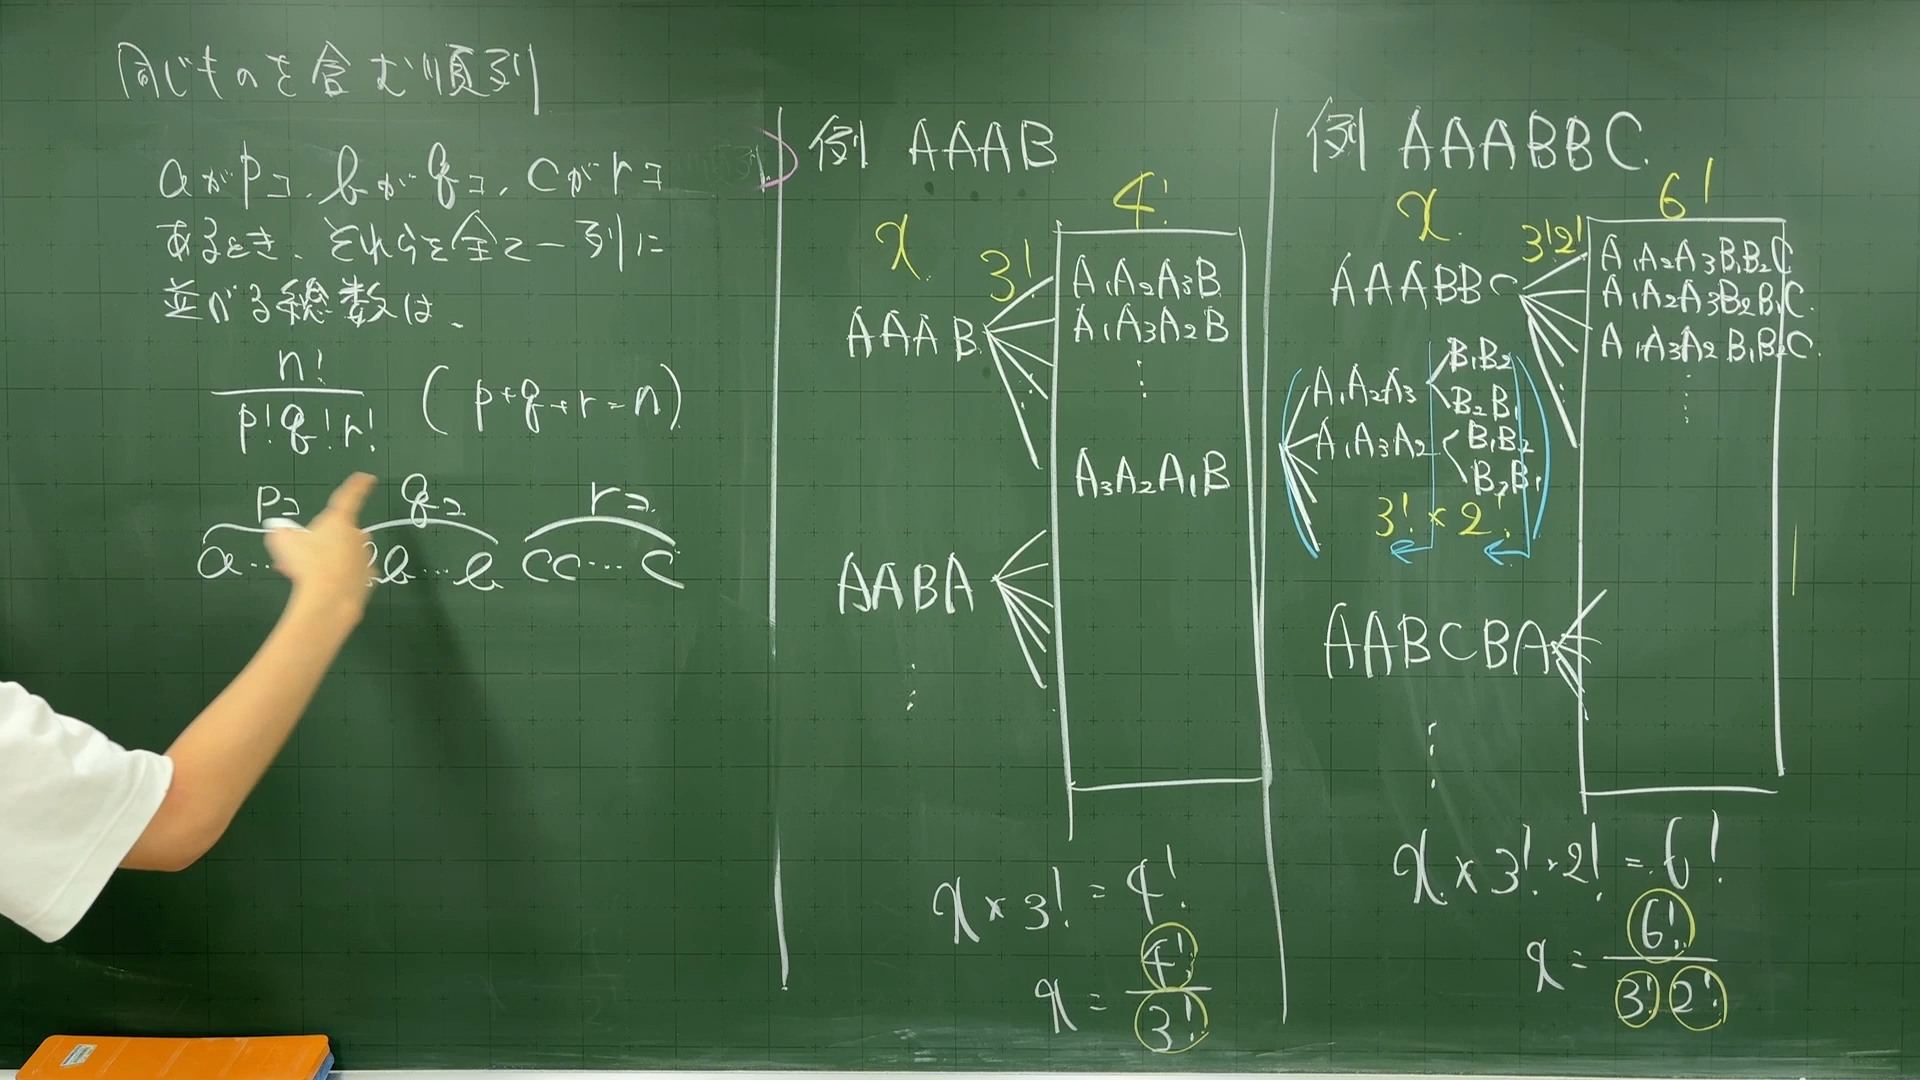 同じものを含む順列
aがpコ、bがqコ、cがrコ
あるとき、それらを全て一列に
並べる総数は、
n!
p!q!r!
(p+q+r=n)
pコ qコ rコ
a… b…b cc…c
例 AAAB
x 3! 4!
AAAB
A₁A₂A₃B
A₁A₃A₂B
⋮
A₃A₂A₁B
AABA
⋮
x×3!=4!
x=4!/3!
例 AAABBC
x 3!2! 6!
AAABBC
A₁A₂A₃B₁B₂C
A₁A₂A₃B₂B₁C
A₁A₃A₂B₁B₂C
⋮
A₁A₂A₃ B₁B₂
B₂B₁
A₁A₃A₂ B₁B₂
B₂B₁
3!×2!
AABCBA
⋮
x×3!×2!=6!
x=6!/3!2!